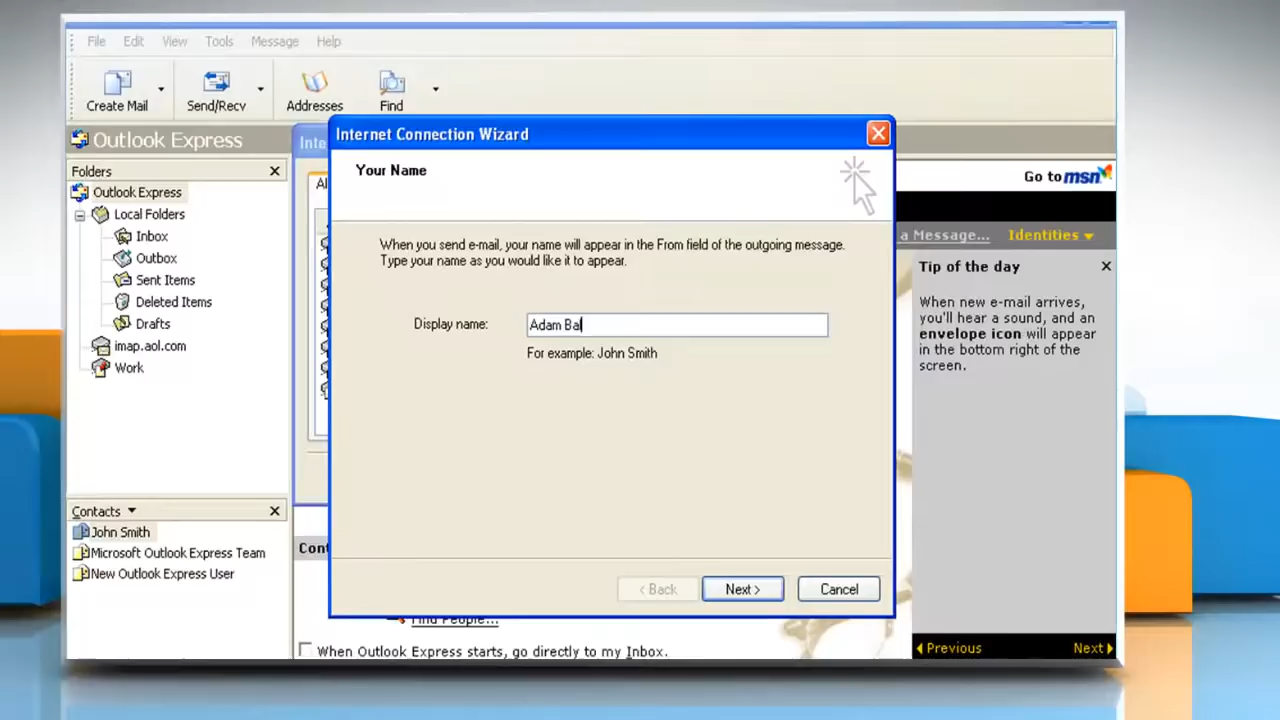 File Edit View Tools Message Help
Create Mail Send/Recv Addresses Find
Outlook Express
Folders
Outlook Express
Local Folders
Inbox
Outbox
Sent Items
Deleted Items
Drafts
imap.aol.com
Work
Contacts
John Smith
Microsoft Outlook Express Team
New Outlook Express User
Internet Connection Wizard
Your Name
When you send e-mail, your name will appear in the From field of the outgoing message.
Type your name as you would like it to appear.
Display name: Adam Bal
For example: John Smith
< Back Next > Cancel
Find People...
When Outlook Express starts, go directly to my Inbox.
Go to msn
a Message... Identities
Tip of the day
When new e-mail arrives,
you'll hear a sound, and an
envelope icon will appear
in the bottom right of the
screen.
Previous Next